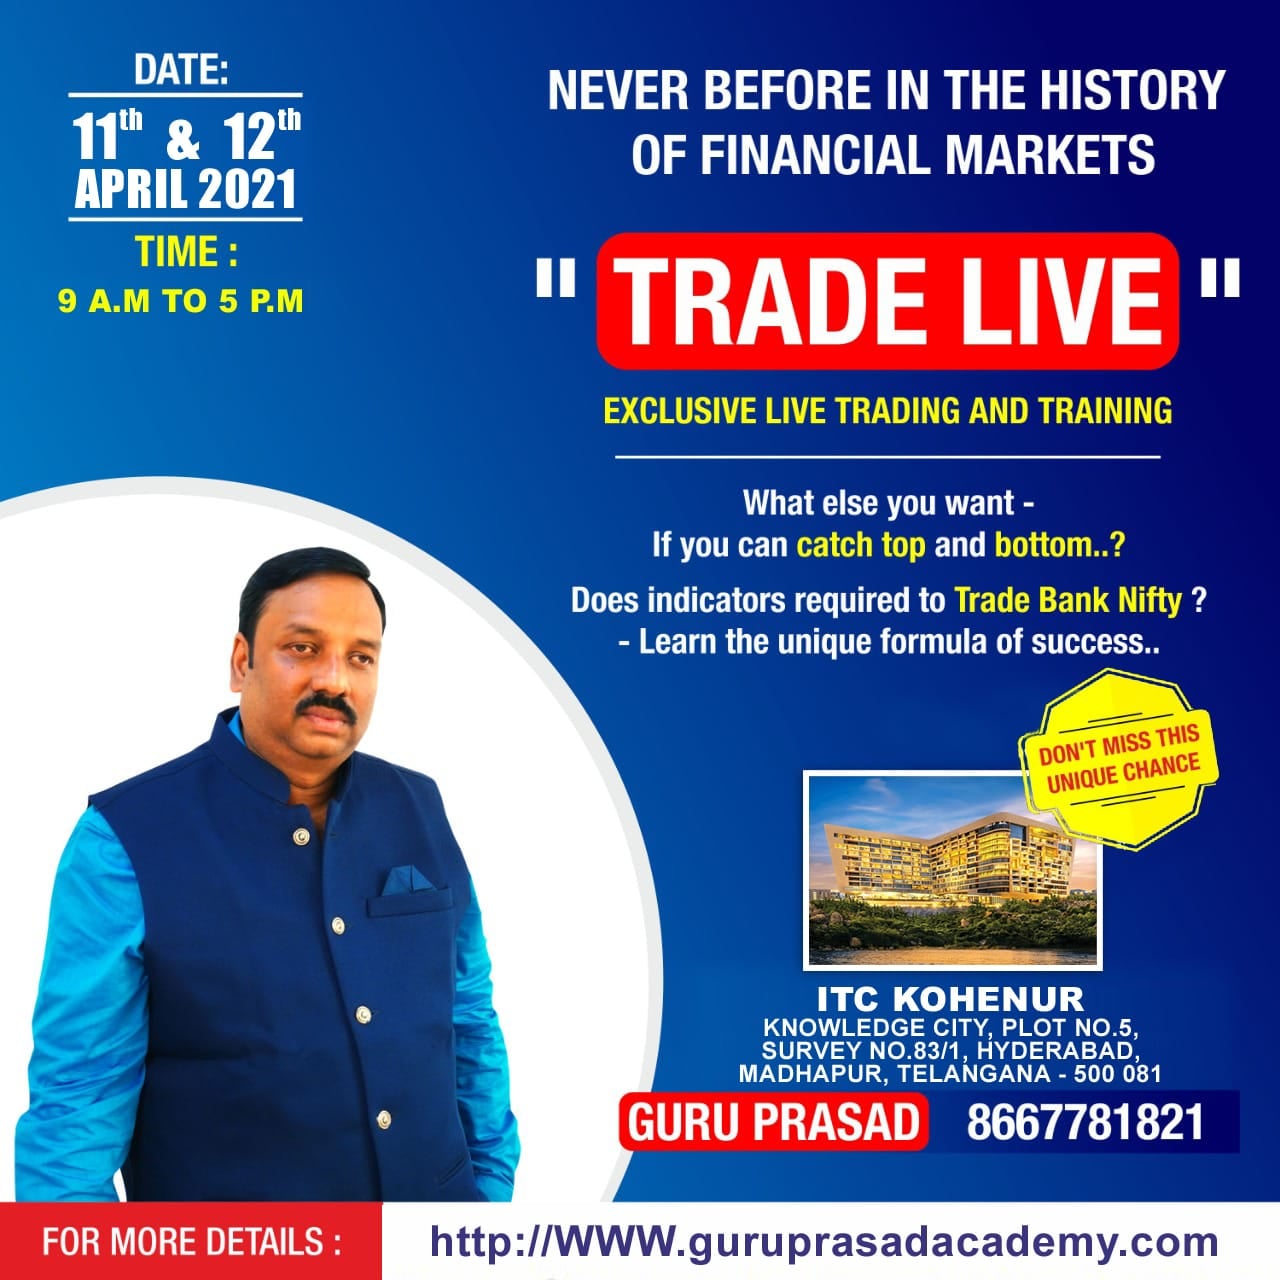 DATE:
11th & 12th
APRIL 2021
TIME :
9 A.M TO 5 P.M
NEVER BEFORE IN THE HISTORY
OF FINANCIAL MARKETS
" TRADE LIVE "
EXCLUSIVE LIVE TRADING AND TRAINING
What else you want -
If you can catch top and bottom..?
Does indicators required to Trade Bank Nifty ?
- Learn the unique formula of success..
DON'T MISS THIS
UNIQUE CHANCE
ITC KOHENUR
KNOWLEDGE CITY, PLOT NO.5,
SURVEY NO.83/1, HYDERABAD,
MADHAPUR, TELANGANA - 500 081
GURU PRASAD 8667781821
FOR MORE DETAILS : http://WWW.guruprasadacademy.com